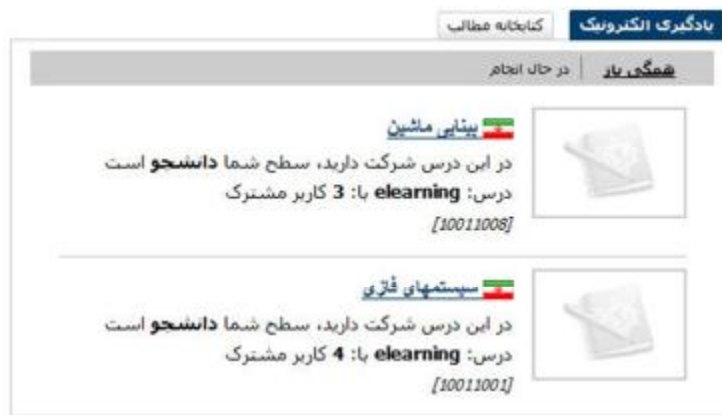 یادگیری الکترونیک
کتابخانه مطالب
همگی باز | در حال انجام
بینایی ماشین
در این درس شرکت دارید، سطح شما دانشجو است
درس: elearning با: 3 کاربر مشترک
[10011008]
سیستمهای فازی
در این درس شرکت دارید، سطح شما دانشجو است
درس: elearning با: 4 کاربر مشترک
[10011001]